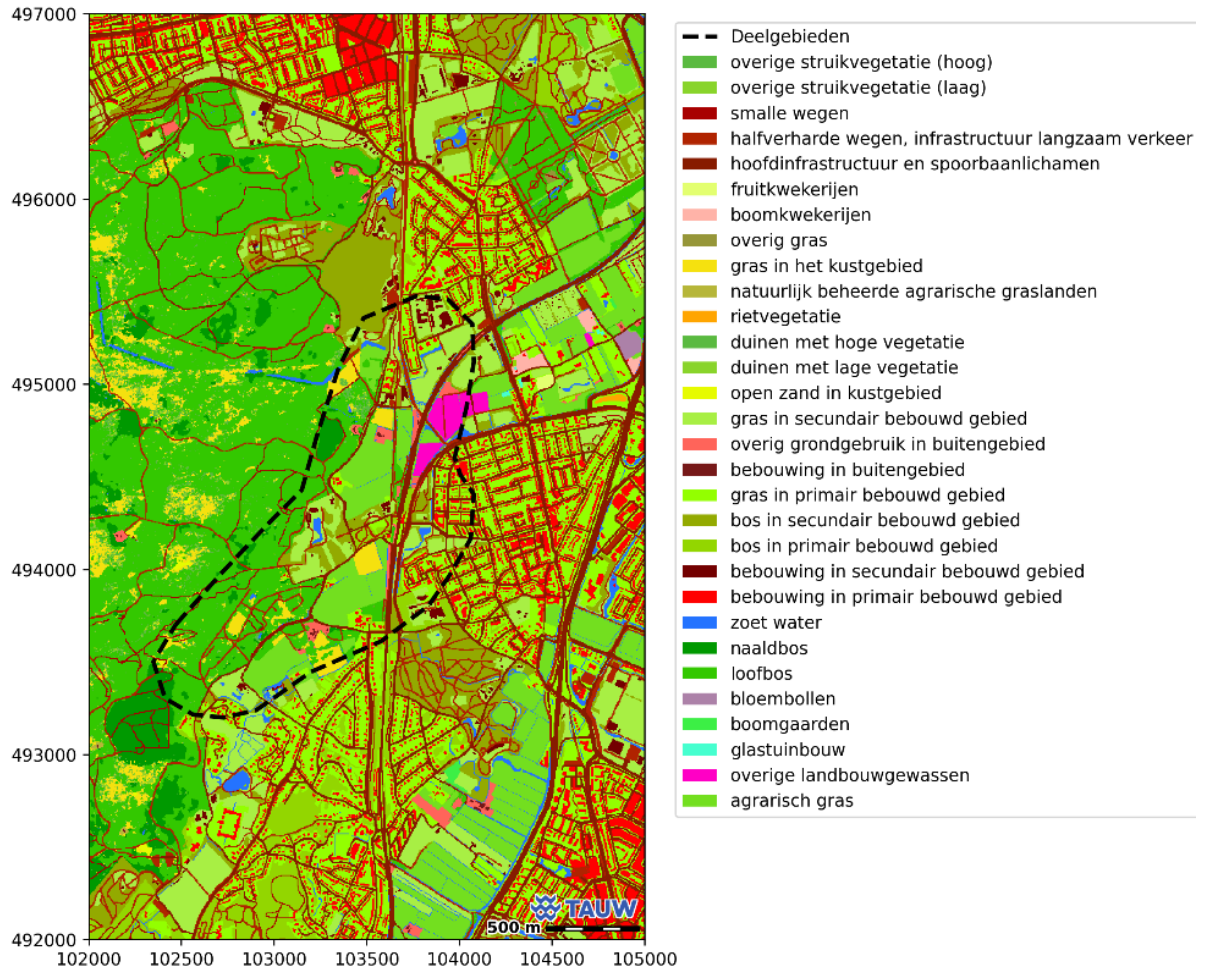 497000
496000
495000
494000
493000
492000
102000 102500 103000 103500 104000 104500 105000
TAUW
500 m
Deelgebieden
overige struikvegetatie (hoog)
overige struikvegetatie (laag)
smalle wegen
halfverharde wegen, infrastructuur langzaam verkeer
hoofdinfrastructuur en spoorbaanlichamen
fruitkwekerijen
boomkwekerijen
overig gras
gras in het kustgebied
natuurlijk beheerde agrarische graslanden
rietvegetatie
duinen met hoge vegetatie
duinen met lage vegetatie
open zand in kustgebied
gras in secundair bebouwd gebied
overig grondgebruik in buitengebied
bebouwing in buitengebied
gras in primair bebouwd gebied
bos in secundair bebouwd gebied
bos in primair bebouwd gebied
bebouwing in secundair bebouwd gebied
bebouwing in primair bebouwd gebied
zoet water
naaldbos
loofbos
bloembollen
boomgaarden
glastuinbouw
overige landbouwgewassen
agrarisch gras